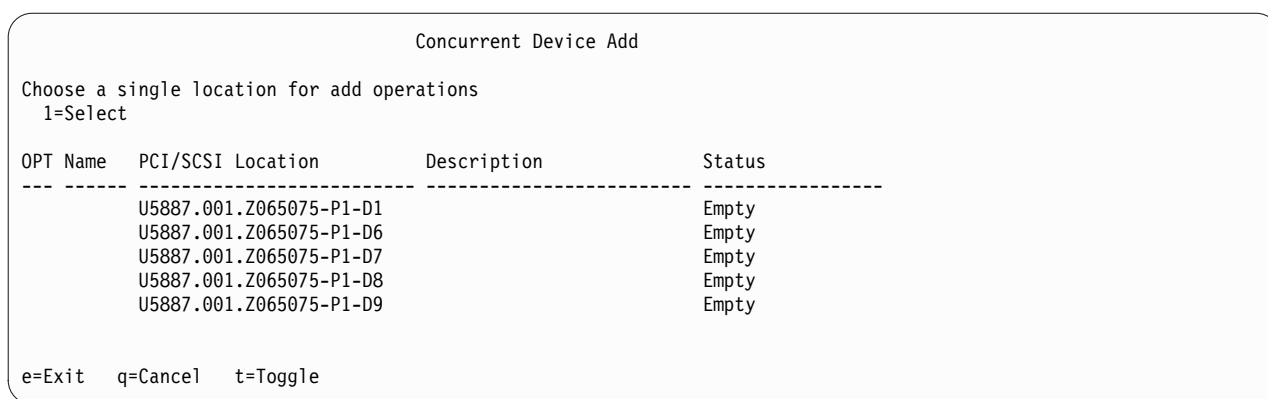 Concurrent Device Add
Choose a single location for add operations
1=Select
OPT Name PCI/SCSI Location Description Status
--- ------ -------------------------- ------------------------- -----------------
U5887.001.Z065075-P1-D1 Empty
U5887.001.Z065075-P1-D6 Empty
U5887.001.Z065075-P1-D7 Empty
U5887.001.Z065075-P1-D8 Empty
U5887.001.Z065075-P1-D9 Empty
e=Exit q=Cancel t=Toggle